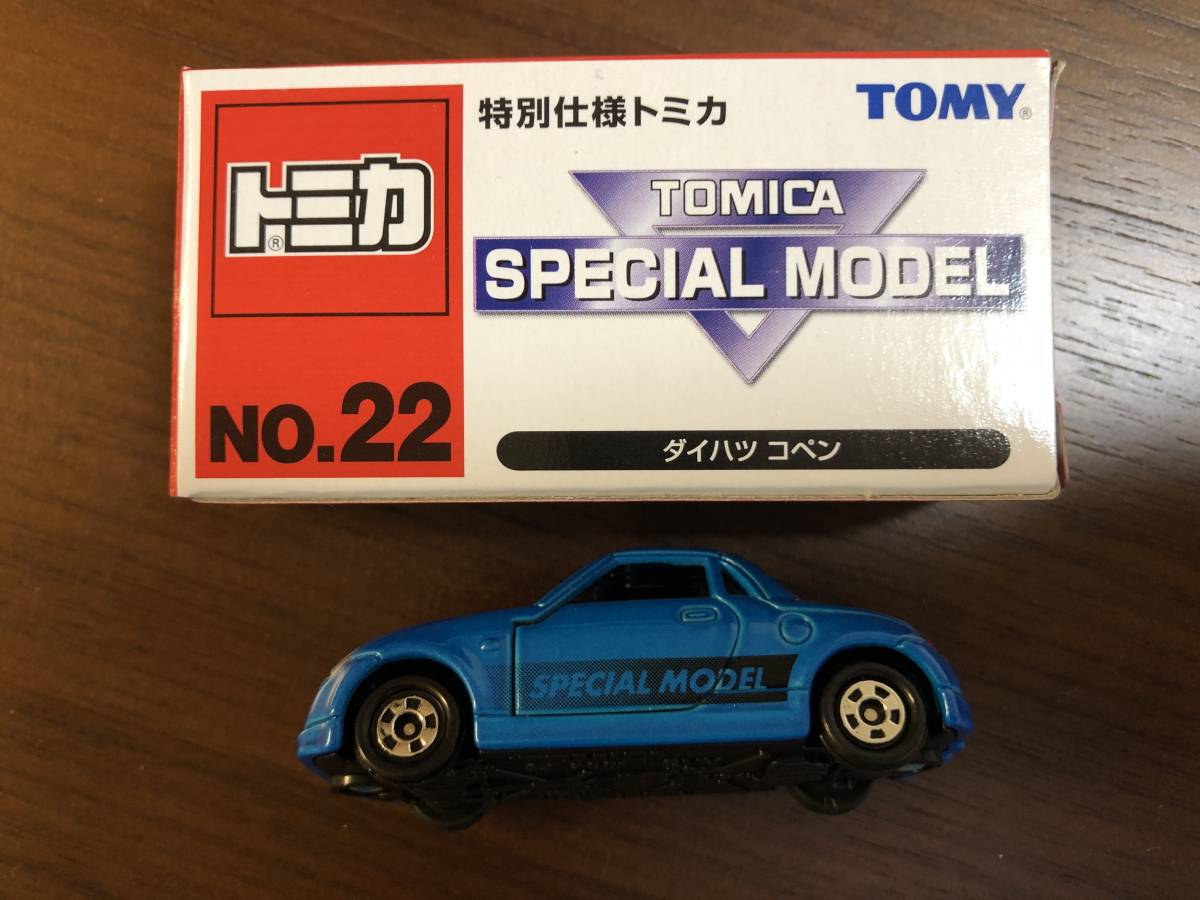 特別仕様トミカ
TOMY®
トミカ®
TOMICA
SPECIAL MODEL
NO.22
ダイハツ コペン
SPECIAL MODEL